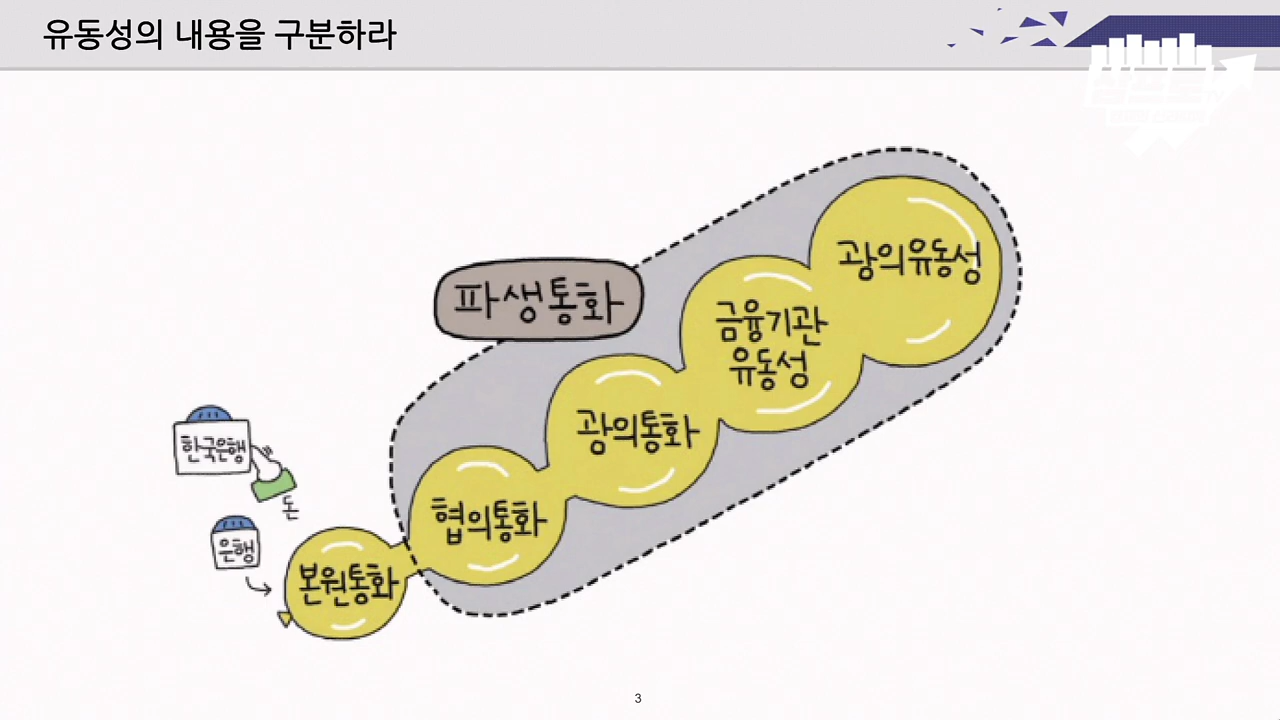 유동성의 내용을 구분하라
파생통화
광의유동성
금융기관
유동성
광의통화
협의통화
본원통화
한국은행
돈
은행
3